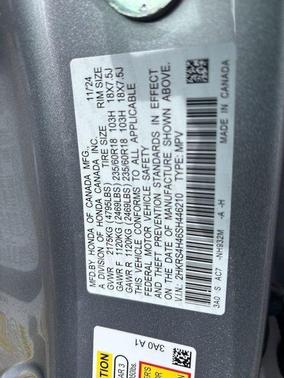 MFD.BY HONDA OF CANADA MFG., 11/24
A DIVISION OF HONDA CANADA INC.
TIRE SIZE RIM SIZE
GVWR 2175KG (4795LBS)
GAWR F 1120KG (2469LBS) 235/60R18 103H 18X7.5J
GAWR R 1120KG (2469LBS) 235/60R18 103H 18X7.5J
THIS VEHICLE CONFORMS TO ALL APPLICABLE
FEDERAL MOTOR VEHICLE SAFETY,
AND THEFT PREVENTION STANDARDS IN EFFECT
ON THE DATE OF MANUFACTURE SHOWN ABOVE.
V.I.N.: 2HKRS4H46SH446210 TYPE: MPV
MADE IN CANADA
3A0 S 1AC7 -NH932M -A -H
3A0 A1